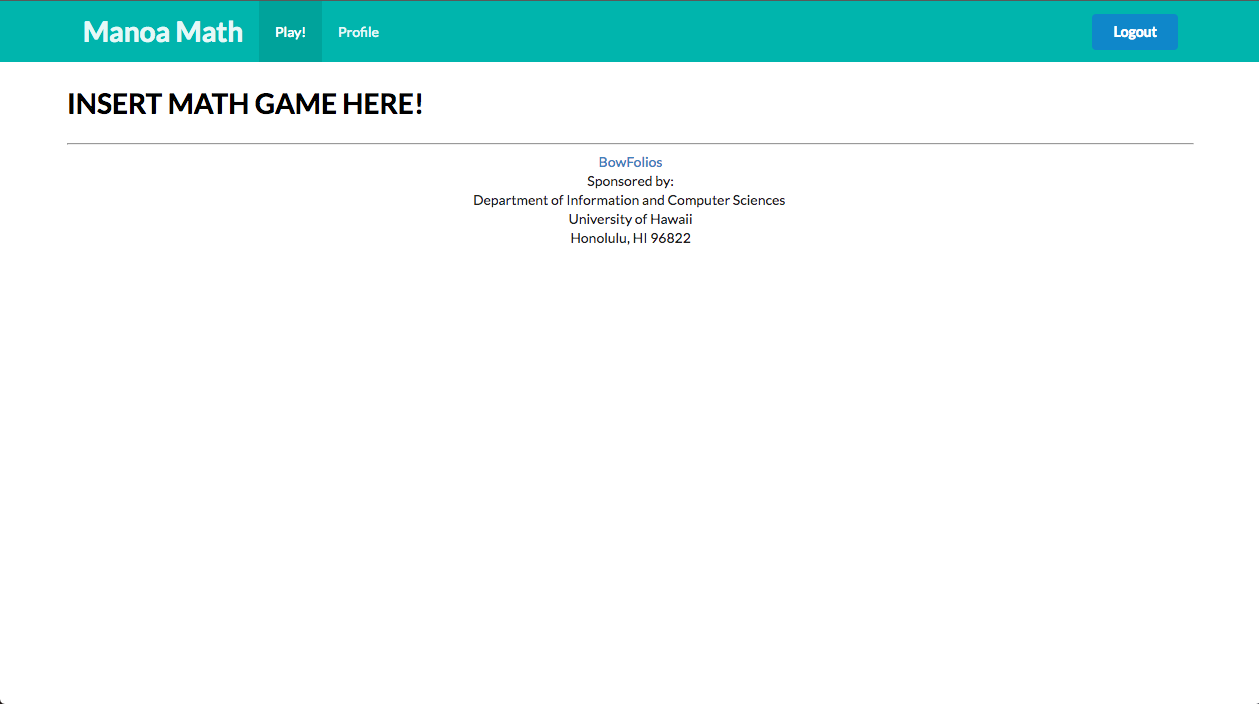 Manoa Math Play! Profile Logout
INSERT MATH GAME HERE!
BowFolios
Sponsored by:
Department of Information and Computer Sciences
University of Hawaii
Honolulu, HI 96822